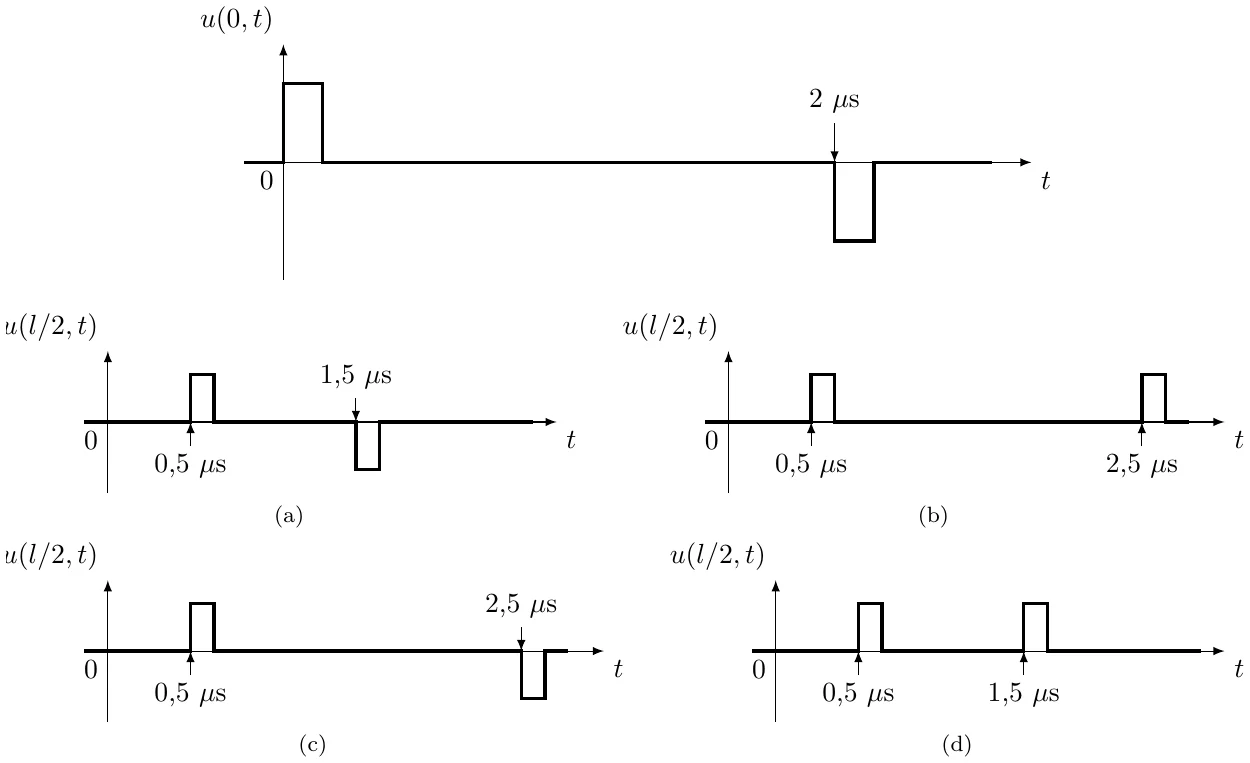 u(0, t)
2 μs
0
t
u(l/2, t)
1,5 μs
0
t
0,5 μs
(a)
u(l/2, t)
0
t
0,5 μs
2,5 μs
(b)
u(l/2, t)
2,5 μs
0
t
0,5 μs
(c)
u(l/2, t)
0
t
0,5 μs
1,5 μs
(d)